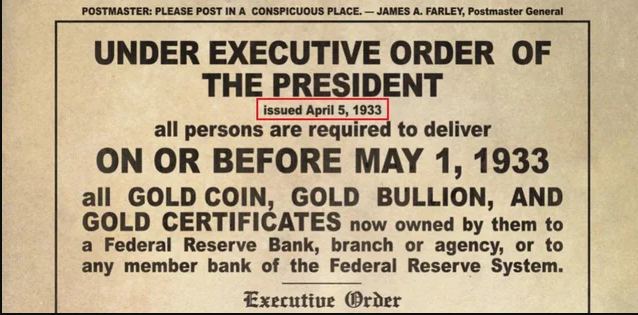 POSTMASTER: PLEASE POST IN A CONSPICUOUS PLACE. — JAMES A. FARLEY, Postmaster General
UNDER EXECUTIVE ORDER OF
THE PRESIDENT
issued April 5, 1933
all persons are required to deliver
ON OR BEFORE MAY 1, 1933
all GOLD COIN, GOLD BULLION, AND
GOLD CERTIFICATES now owned by them to
a Federal Reserve Bank, branch or agency, or to
any member bank of the Federal Reserve System.
Executive Order